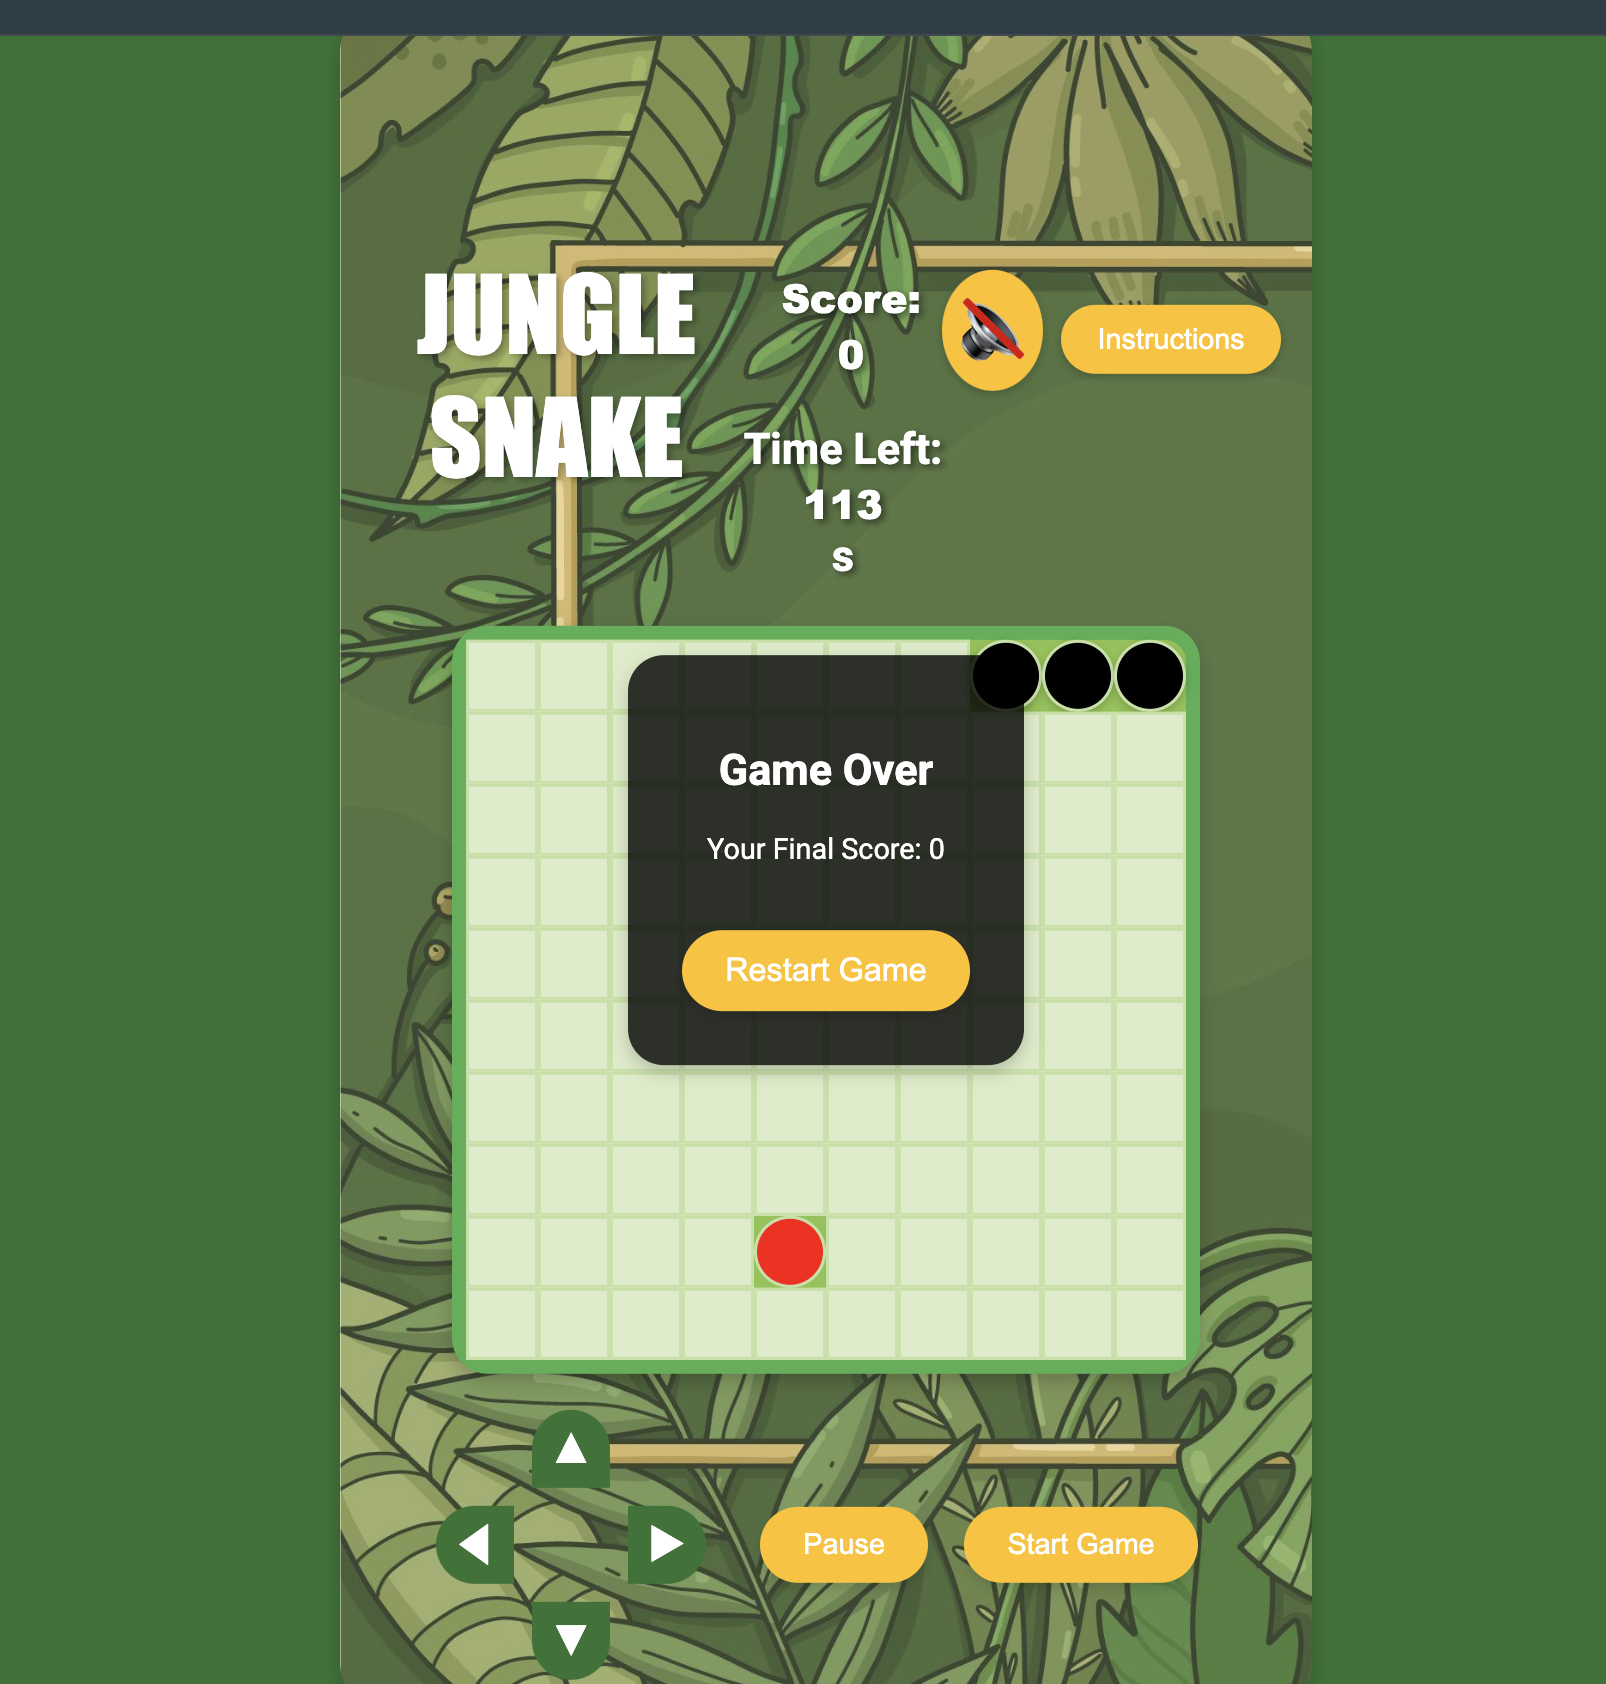 JUNGLE
SNAKE
Score:
0
Time Left:
113
s
Instructions
Game Over
Your Final Score: 0
Restart Game
Pause
Start Game